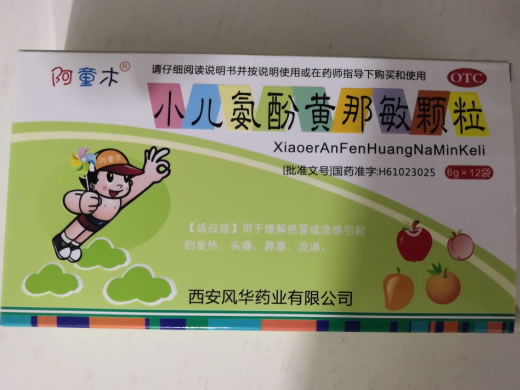 阿童木®
请仔细阅读说明书并按说明使用或在药师指导下购买和使用
OTC
小儿氨酚黄那敏颗粒
XiaoerAnFenHuangNaMinKeli
[批准文号]国药准字:H61023025
6g×12袋
【适应症】用于缓解感冒或流感引起
的发热、头痛、鼻塞、流涕。
西安风华药业有限公司